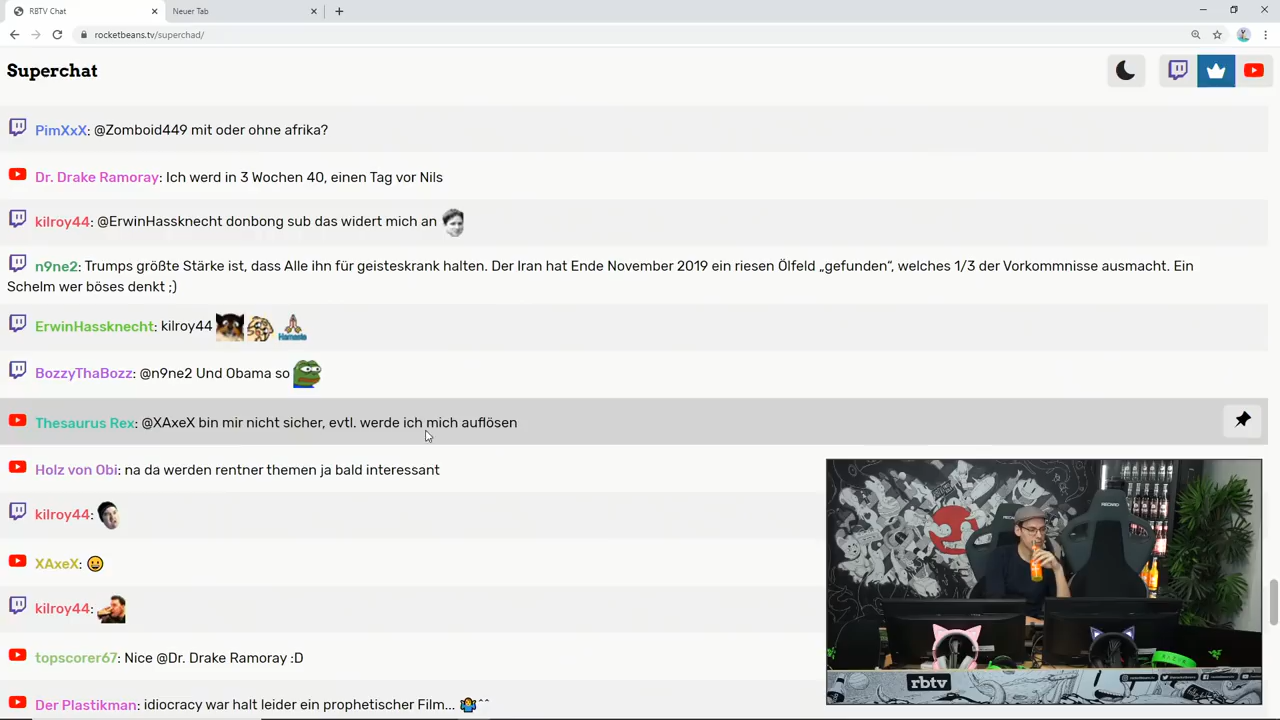 RBTV Chat
Neuer Tab
rocketbeans.tv/superchad/
Superchat
PimXxX: @Zomboid449 mit oder ohne afrika?
Dr. Drake Ramoray: Ich werd in 3 Wochen 40, einen Tag vor Nils
kilroy44: @ErwinHassknecht donbong sub das widert mich an
n9ne2: Trumps größte Stärke ist, dass Alle ihn für geisteskrank halten. Der Iran hat Ende November 2019 ein riesen Ölfeld „gefunden“, welches 1/3 der Vorkommnisse ausmacht. Ein
Schelm wer böses denkt ;)
ErwinHassknecht: kilroy44
Hamanie
BozzyThaBozz: @n9ne2 Und Obama so
Thesaurus Rex: @XAxeX bin mir nicht sicher, evtl. werde ich mich auflösen
Holz von Obi: na da werden rentner themen ja bald interessant
kilroy44:
XAxeX:
kilroy44:
topscorer67: Nice @Dr. Drake Ramoray :D
Der Plastikman: idiocracy war halt leider ein prophetischer Film... ^^
RECARO
rbtv